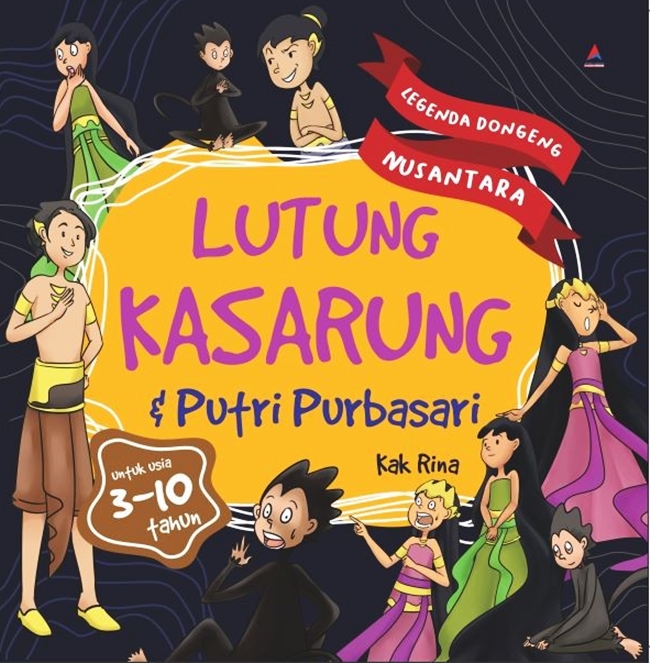 LEGENDA DONGENG
NUSANTARA
LUTUNG
KASARUNG
& Putri Purbasari
Kak Rina
untuk usia
3-10
tahun